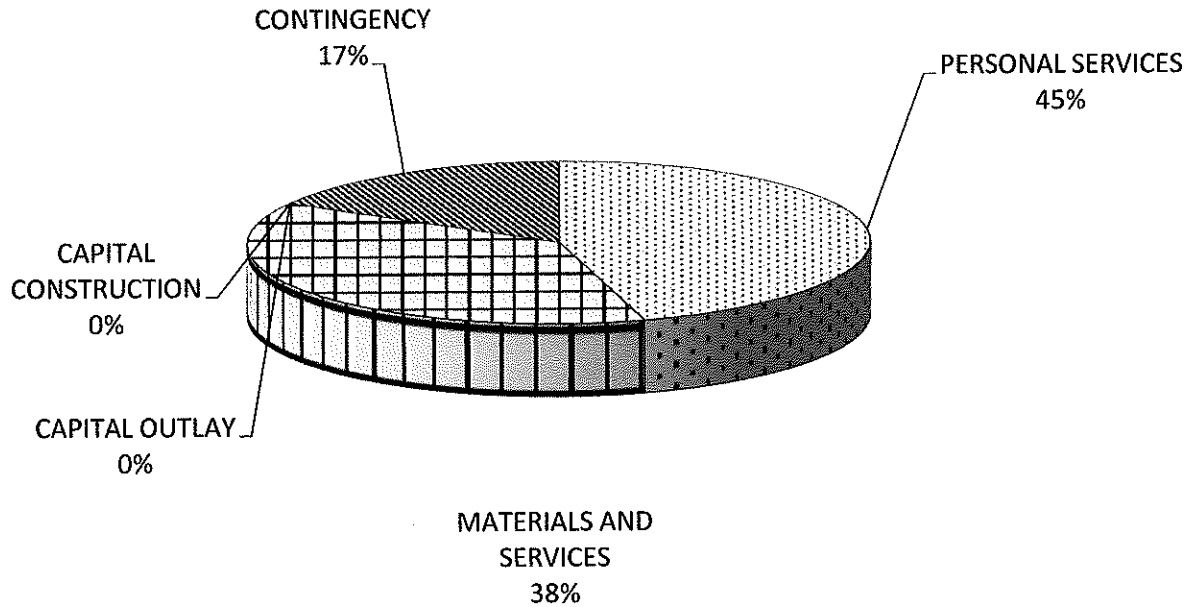 CONTINGENCY
17%
PERSONAL SERVICES
45%
CAPITAL
CONSTRUCTION
0%
CAPITAL OUTLAY
0%
MATERIALS AND
SERVICES
38%